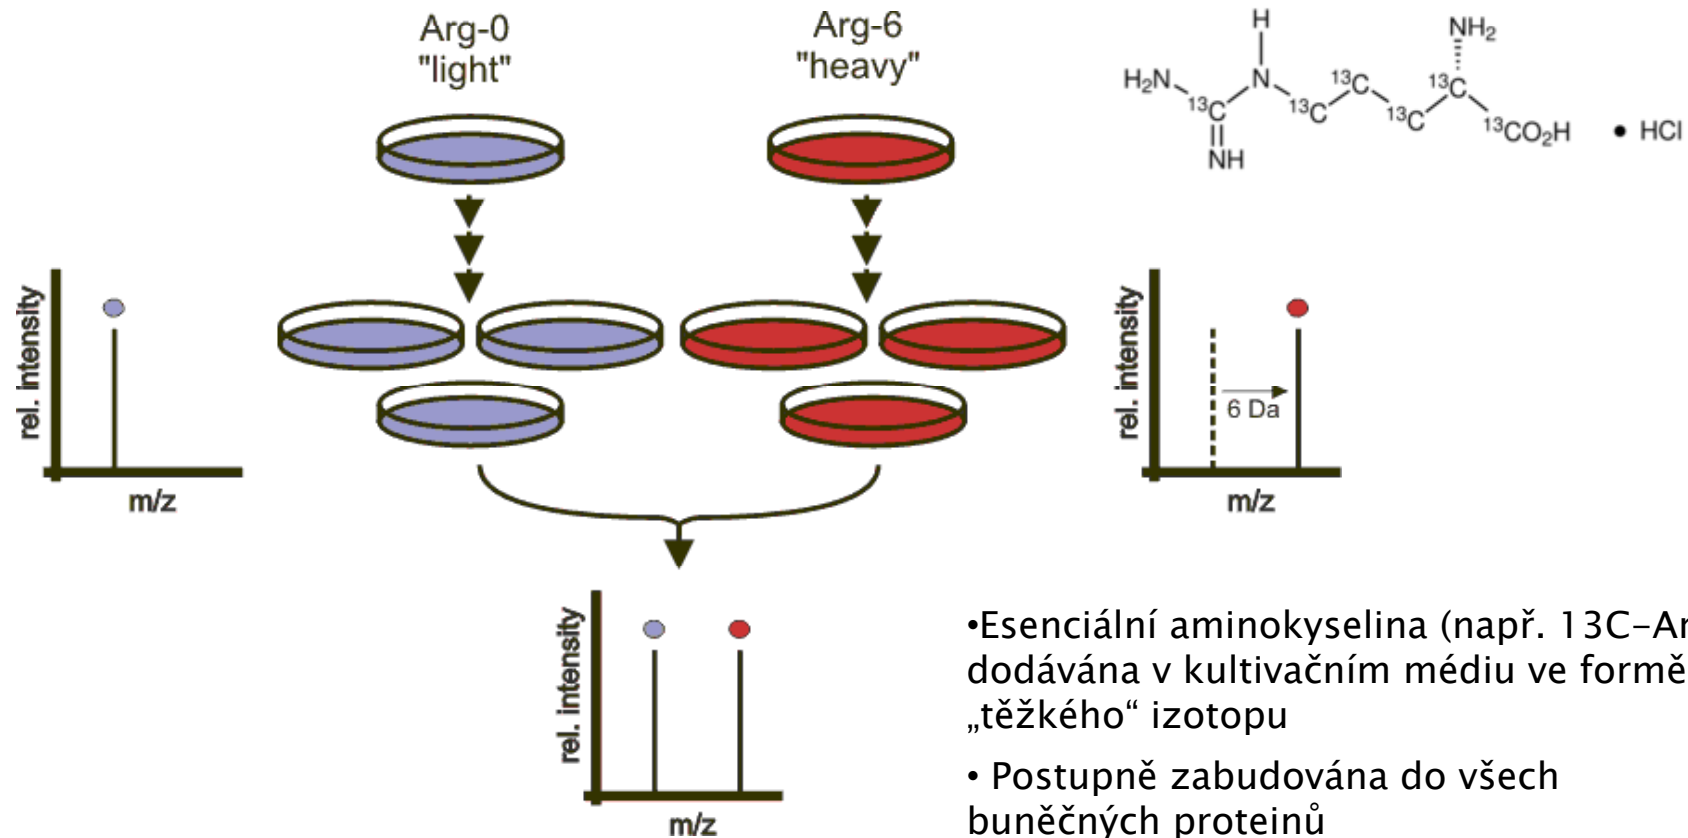 Arg-0
"light"
Arg-6
"heavy"
H
NH₂
H₂N
N
¹³C
¹³C
¹³C
¹³C
¹³C
¹³CO₂H
• HCl
NH
rel. intensity
m/z
rel. intensity
6 Da
m/z
rel. intensity
m/z
•Esenciální aminokyselina (např. 13C-Ar
dodávána v kultivačním médiu ve formě
„těžkého“ izotopu
• Postupně zabudována do všech
buněčných proteinů